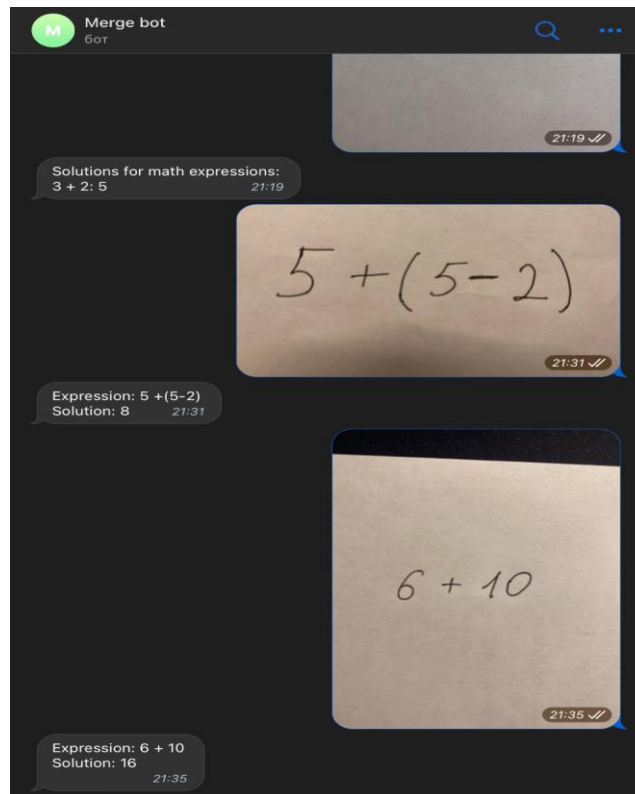 M
Merge bot
бот
21:19
Solutions for math expressions:
3 + 2: 5
21:19
5 + (5 - 2)
21:31
Expression: 5 +(5-2)
Solution: 8
21:31
6 + 10
21:35
Expression: 6 + 10
Solution: 16
21:35